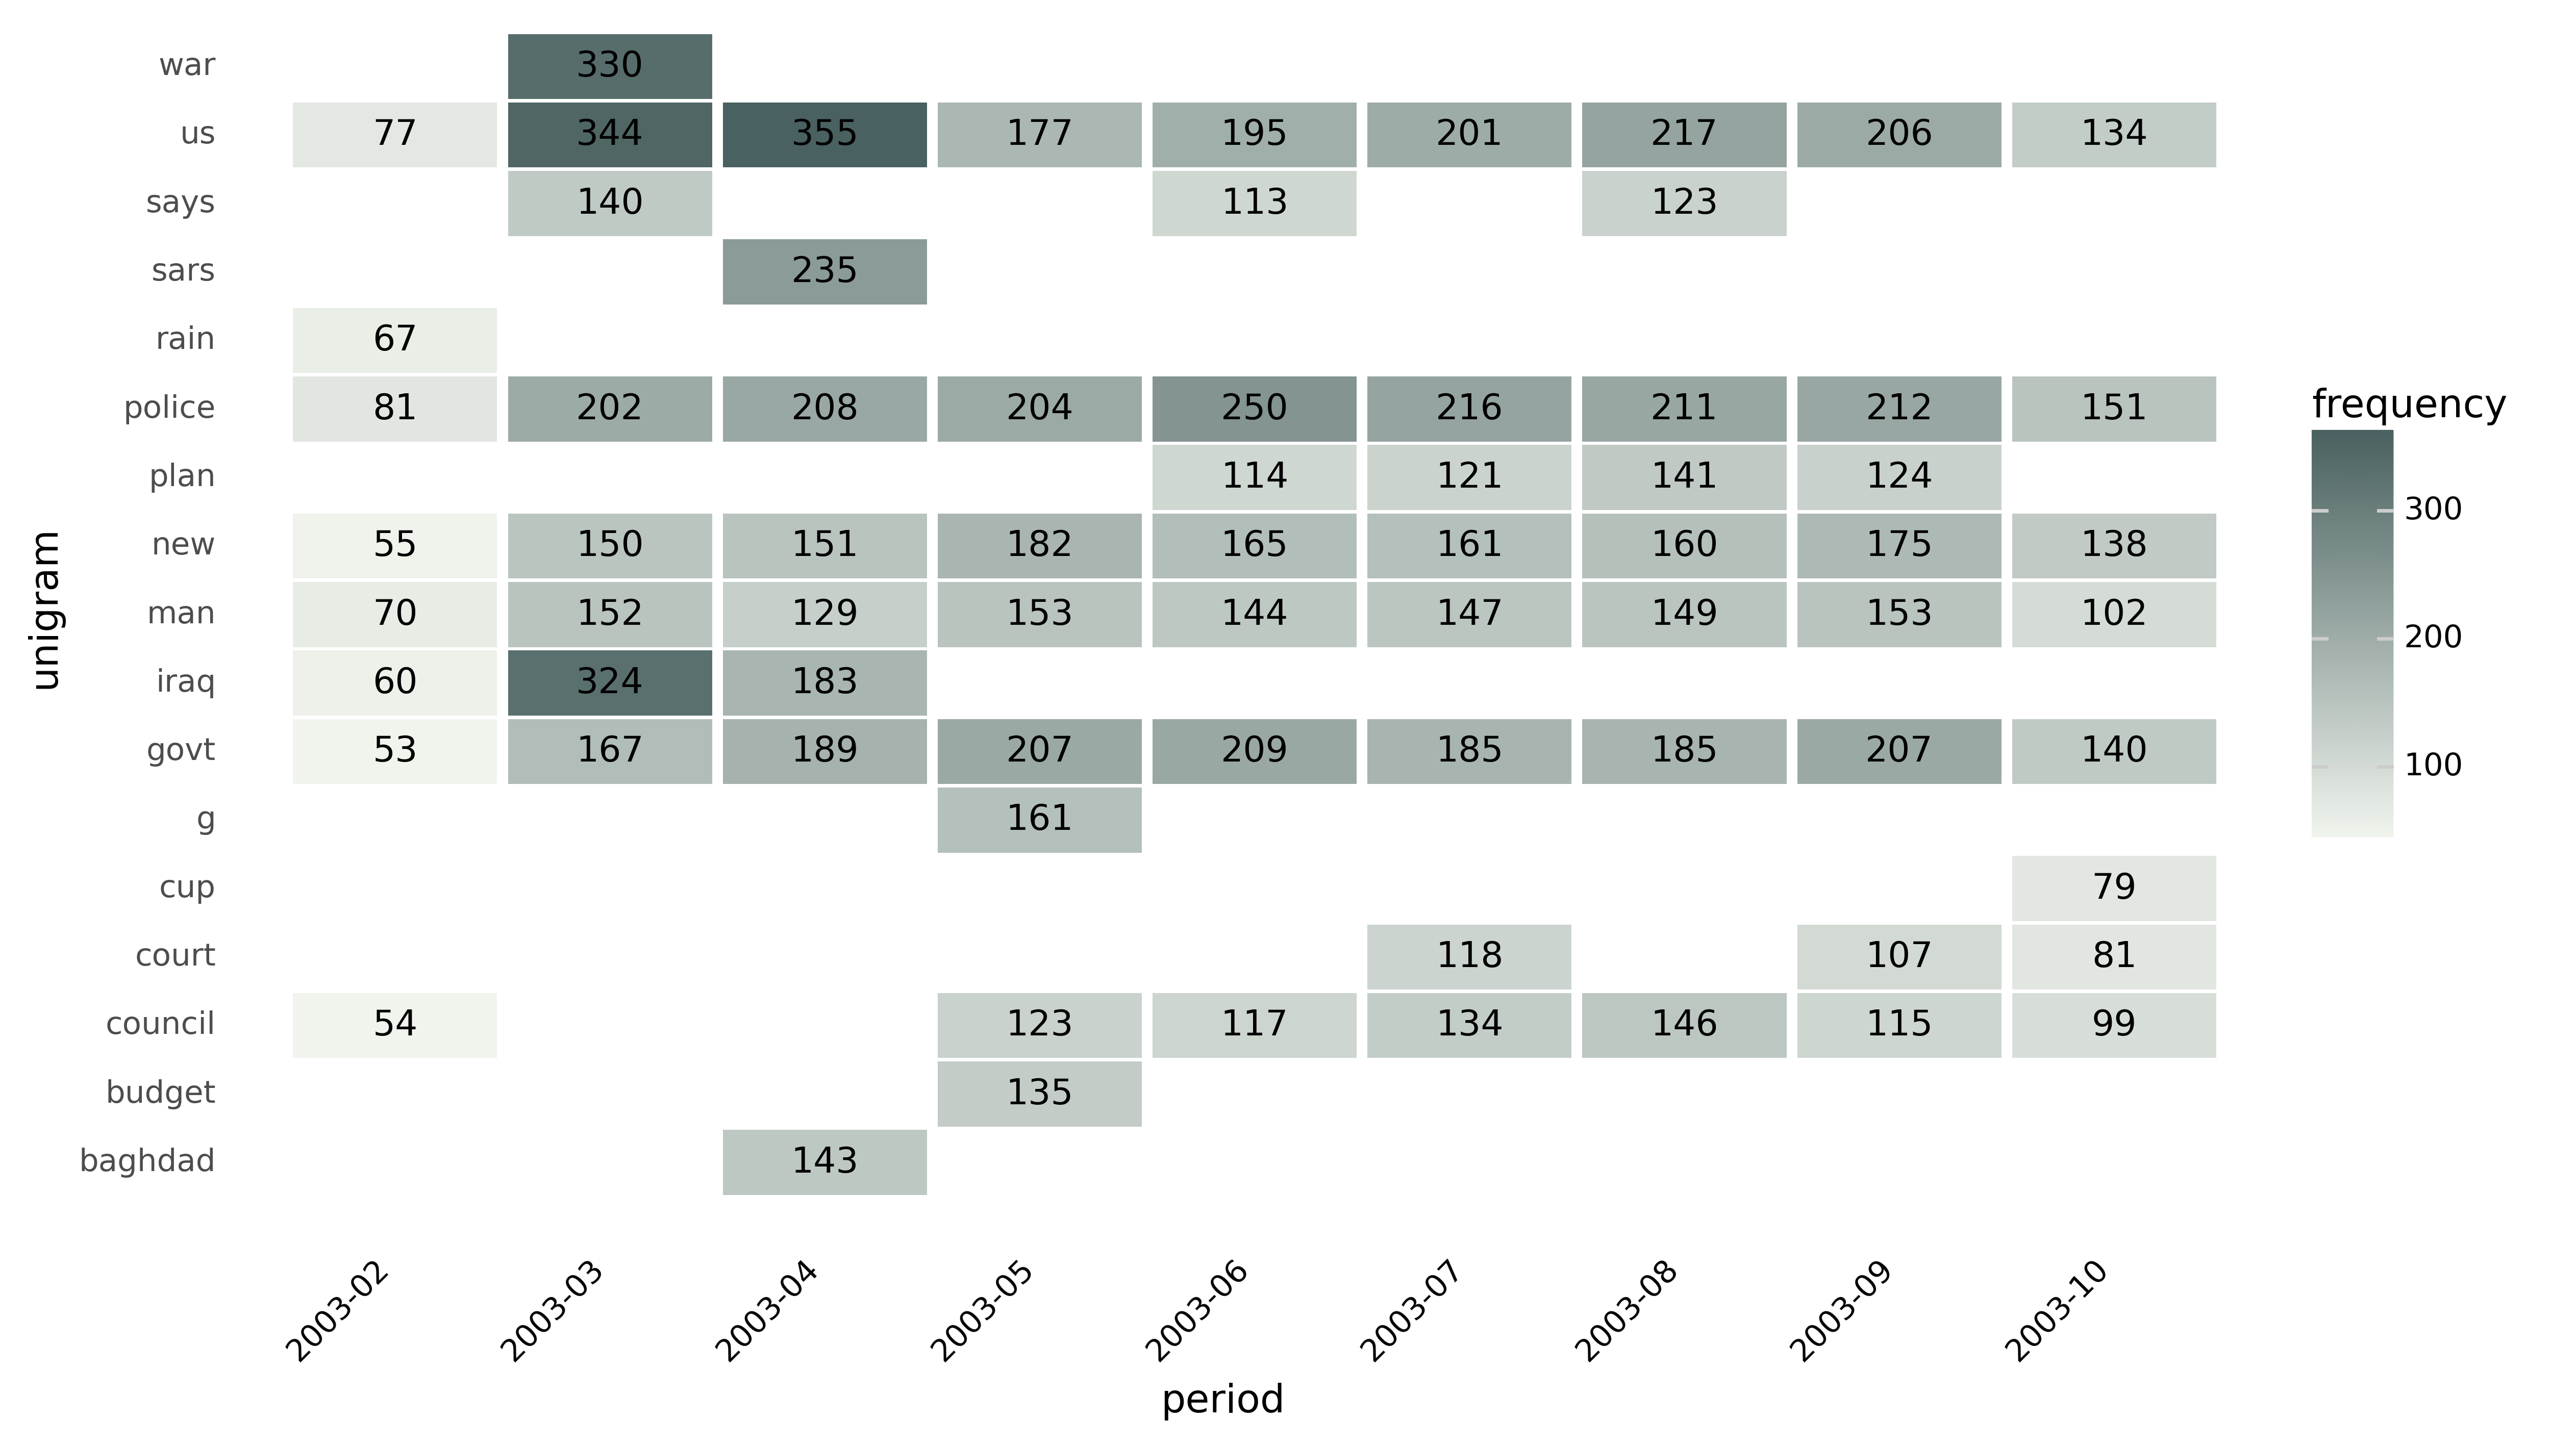 war 330
us 77 344 355 177 195 201 217 206 134
says 140 113 123
sars 235
rain 67
police 81 202 208 204 250 216 211 212 151
plan 114 121 141 124
new 55 150 151 182 165 161 160 175 138
man 70 152 129 153 144 147 149 153 102
iraq 60 324 183
govt 53 167 189 207 209 185 185 207 140
g 161
cup 79
court 118 107 81
council 54 123 117 134 146 115 99
budget 135
baghdad 143
2003-02 2003-03 2003-04 2003-05 2003-06 2003-07 2003-08 2003-09 2003-10
period
unigram
frequency
300
200
100